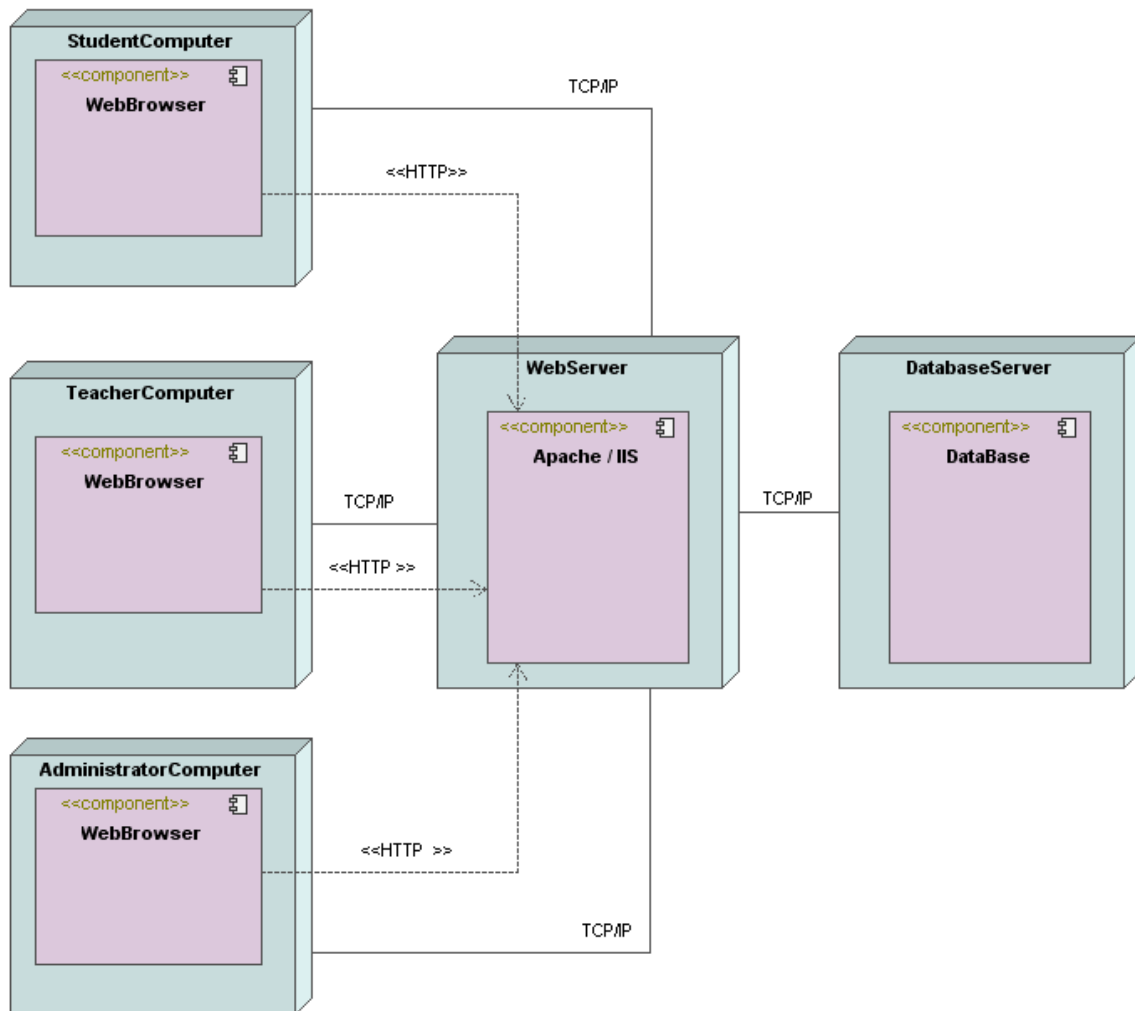 StudentComputer
<<component>>
WebBrowser
TCP/IP
<<HTTP>>
TeacherComputer
<<component>>
WebBrowser
TCP/IP
<<HTTP >>
WebServer
<<component>>
Apache / IIS
TCP/IP
DatabaseServer
<<component>>
DataBase
AdministratorComputer
<<component>>
WebBrowser
<<HTTP  >>
TCP/IP